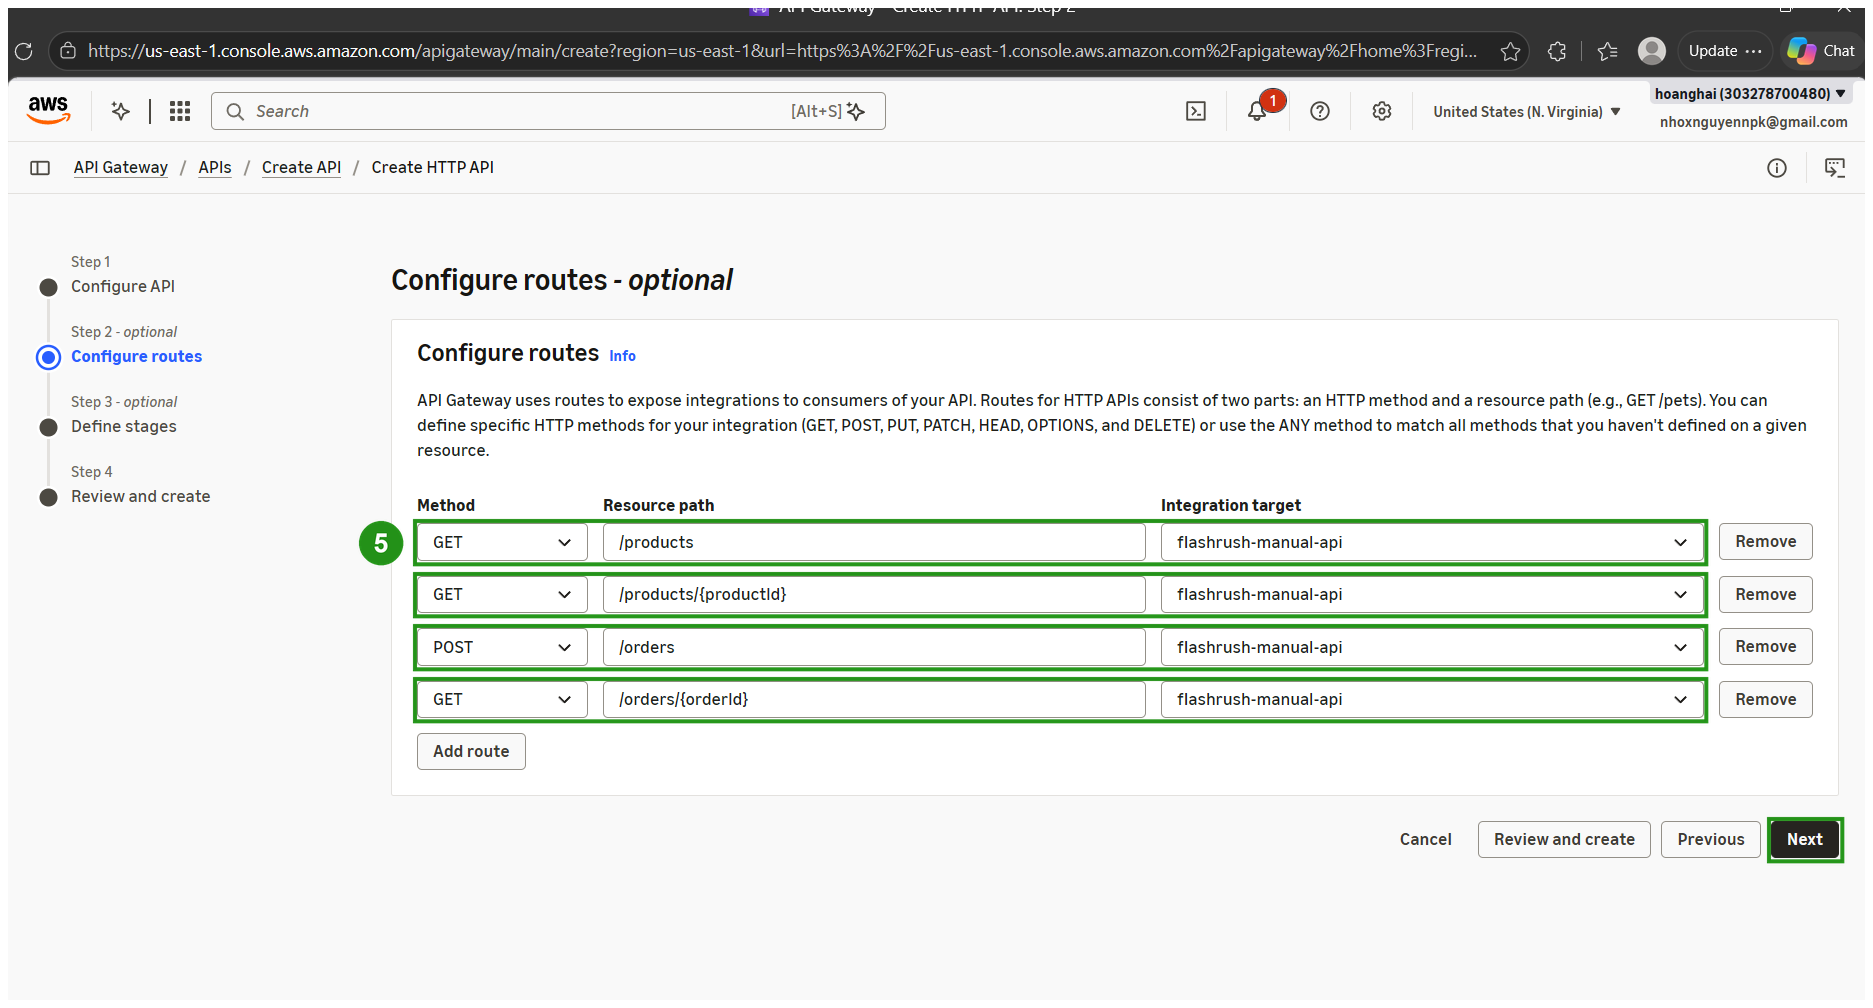 API Gateway - Create HTTP API: Step 2
https://us-east-1.console.aws.amazon.com/apigateway/main/create?region=us-east-1&url=https%3A%2F%2Fus-east-1.console.aws.amazon.com%2Fapigateway%2Fhome%3Fregi...
Update ...
Chat
aws
Search
[Alt+S]
1
United States (N. Virginia)
hoanghai (303278700480)
nhoxnguyennpk@gmail.com
API Gateway / APIs / Create API / Create HTTP API
Step 1
Configure API
Step 2 - optional
Configure routes
Step 3 - optional
Define stages
Step 4
Review and create
Configure routes - optional
Configure routes Info
API Gateway uses routes to expose integrations to consumers of your API. Routes for HTTP APIs consist of two parts: an HTTP method and a resource path (e.g., GET /pets). You can
define specific HTTP methods for your integration (GET, POST, PUT, PATCH, HEAD, OPTIONS, and DELETE) or use the ANY method to match all methods that you haven't defined on a given
resource.
Method Resource path Integration target
5 GET /products flashrush-manual-api Remove
GET /products/{productId} flashrush-manual-api Remove
POST /orders flashrush-manual-api Remove
GET /orders/{orderId} flashrush-manual-api Remove
Add route
Cancel Review and create Previous Next